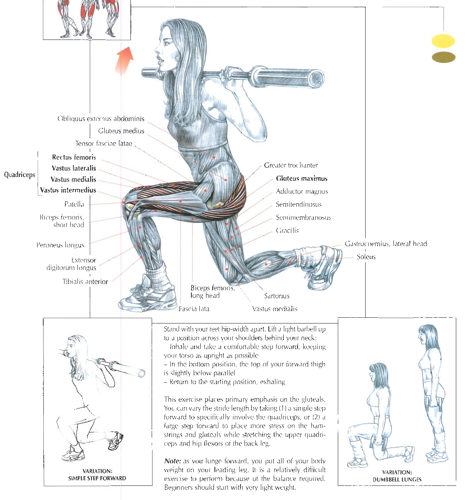 Obliquus externus abdominis
Gluteus medius
Tensor fasciae latae
Quadriceps
Rectus femoris
Vastus lateralis
Vastus medialis
Vastus intermedius
Patella
Biceps femoris,
short head
Peroneus longus
Extensor
digitorum longus
Tibialis anterior
Greater trochanter
Gluteus maximus
Adductor magnus
Semitendinosus
Semimembranosus
Gracilis
Gastrocnemius, lateral head
Soleus
Biceps femoris,
long head
Sartorius
Fascia lata
Vastus medialis
Stand with your feet hip-width apart. Lift a light barbell up
to a position across your shoulders behind your neck:
– Inhale and take a comfortable step forward, keeping
your torso as upright as possible
– In the bottom position, the top of your forward thigh
is slightly below parallel
– Return to the starting position, exhaling
This exercise places primary emphasis on the gluteals.
You can vary the stride length by taking (1) a simple step
forward to specifically involve the quadriceps, or (2) a
large step forward to place more stress on the ham-
strings and gluteals while stretching the upper quadri-
ceps and hip flexors of the back leg.
Note: as you lunge forward, you put all of your body
weight on your leading leg. It is a relatively difficult
exercise to perform because of the balance required.
Beginners should start with very light weight.
VARIATION:
SIMPLE STEP FORWARD
VARIATION:
DUMBBELL LUNGES